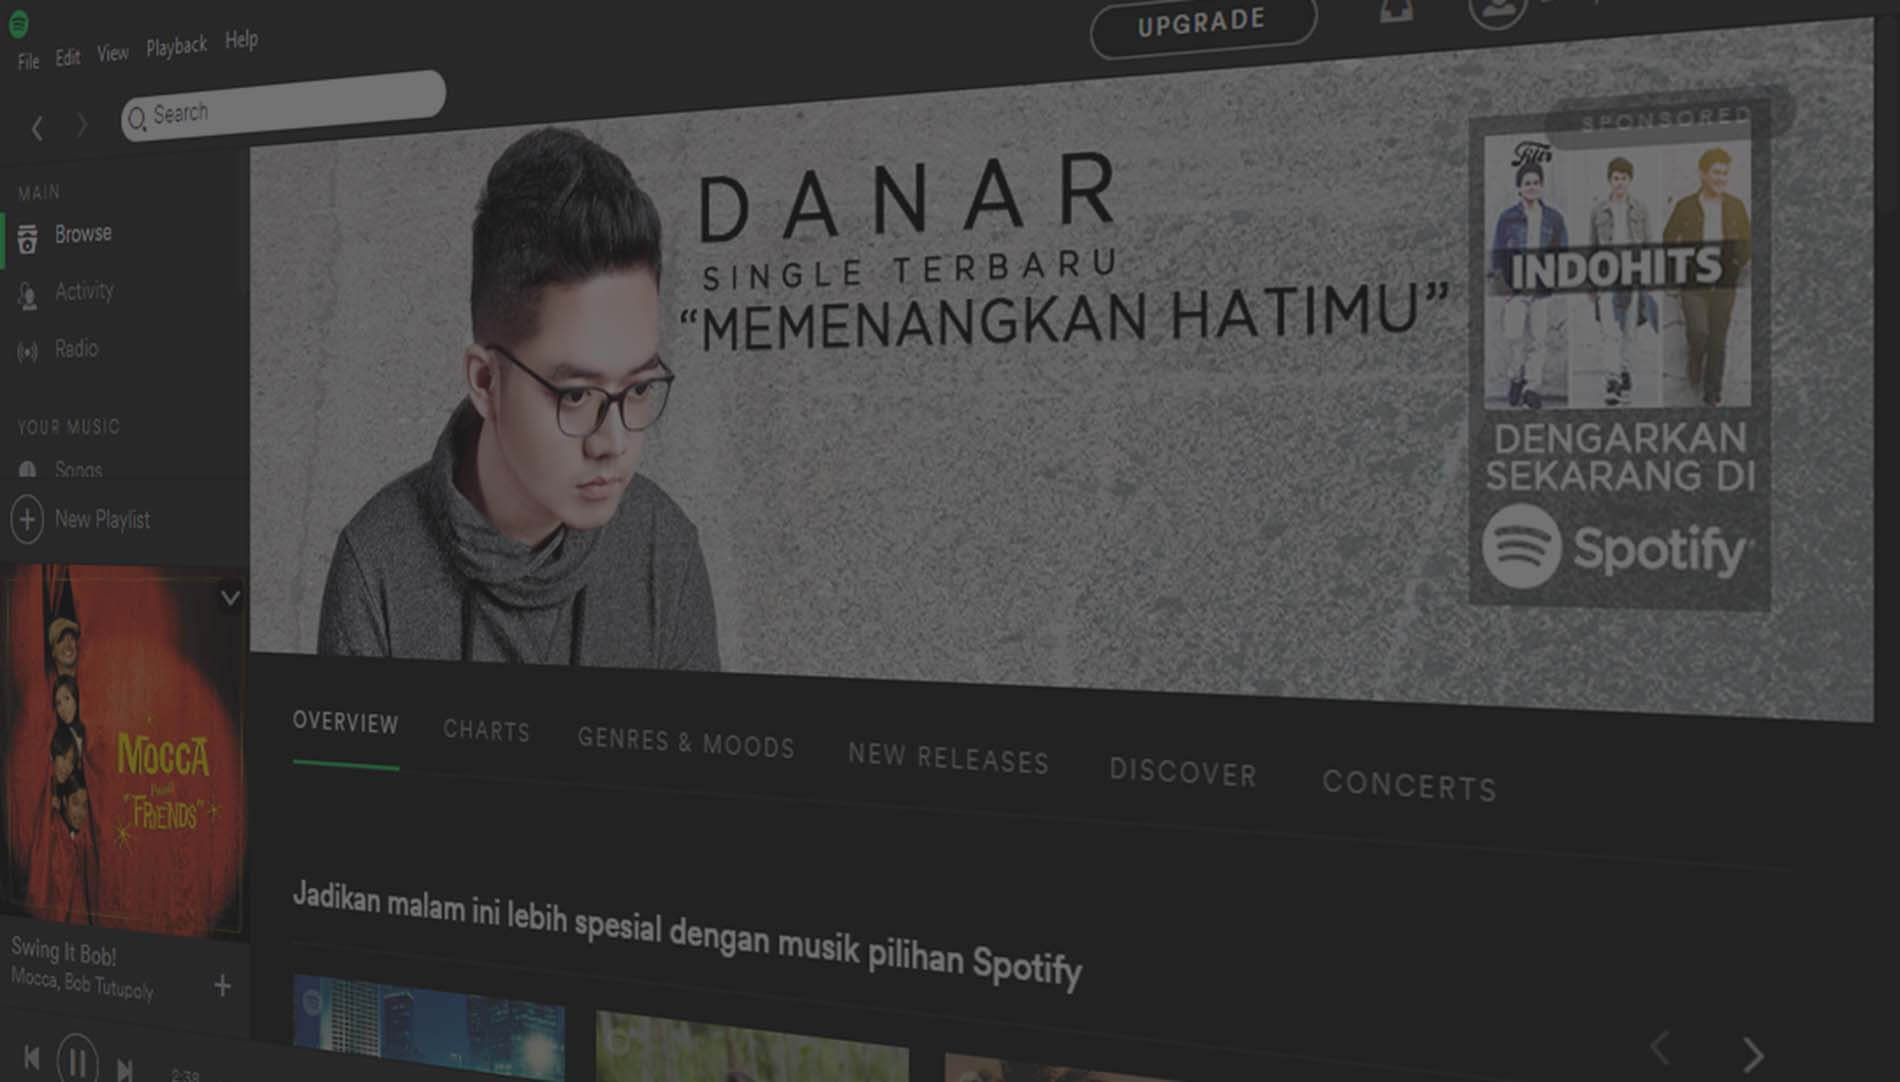 File Edit View Playback Help
UPGRADE
Search
MAIN
Browse
Activity
Radio
YOUR MUSIC
Songs
New Playlist
DANAR
SINGLE TERBARU
“MEMENANGKAN HATIMU”
SPONSORED
INDOHITS
DENGARKAN
SEKARANG DI
Spotify
MOCCA
"FRIENDS"
Swing It Bob!
Mocca, Bob Tutupoly
2:38
OVERVIEW CHARTS GENRES & MOODS NEW RELEASES DISCOVER CONCERTS
Jadikan malam ini lebih spesial dengan musik pilihan Spotify